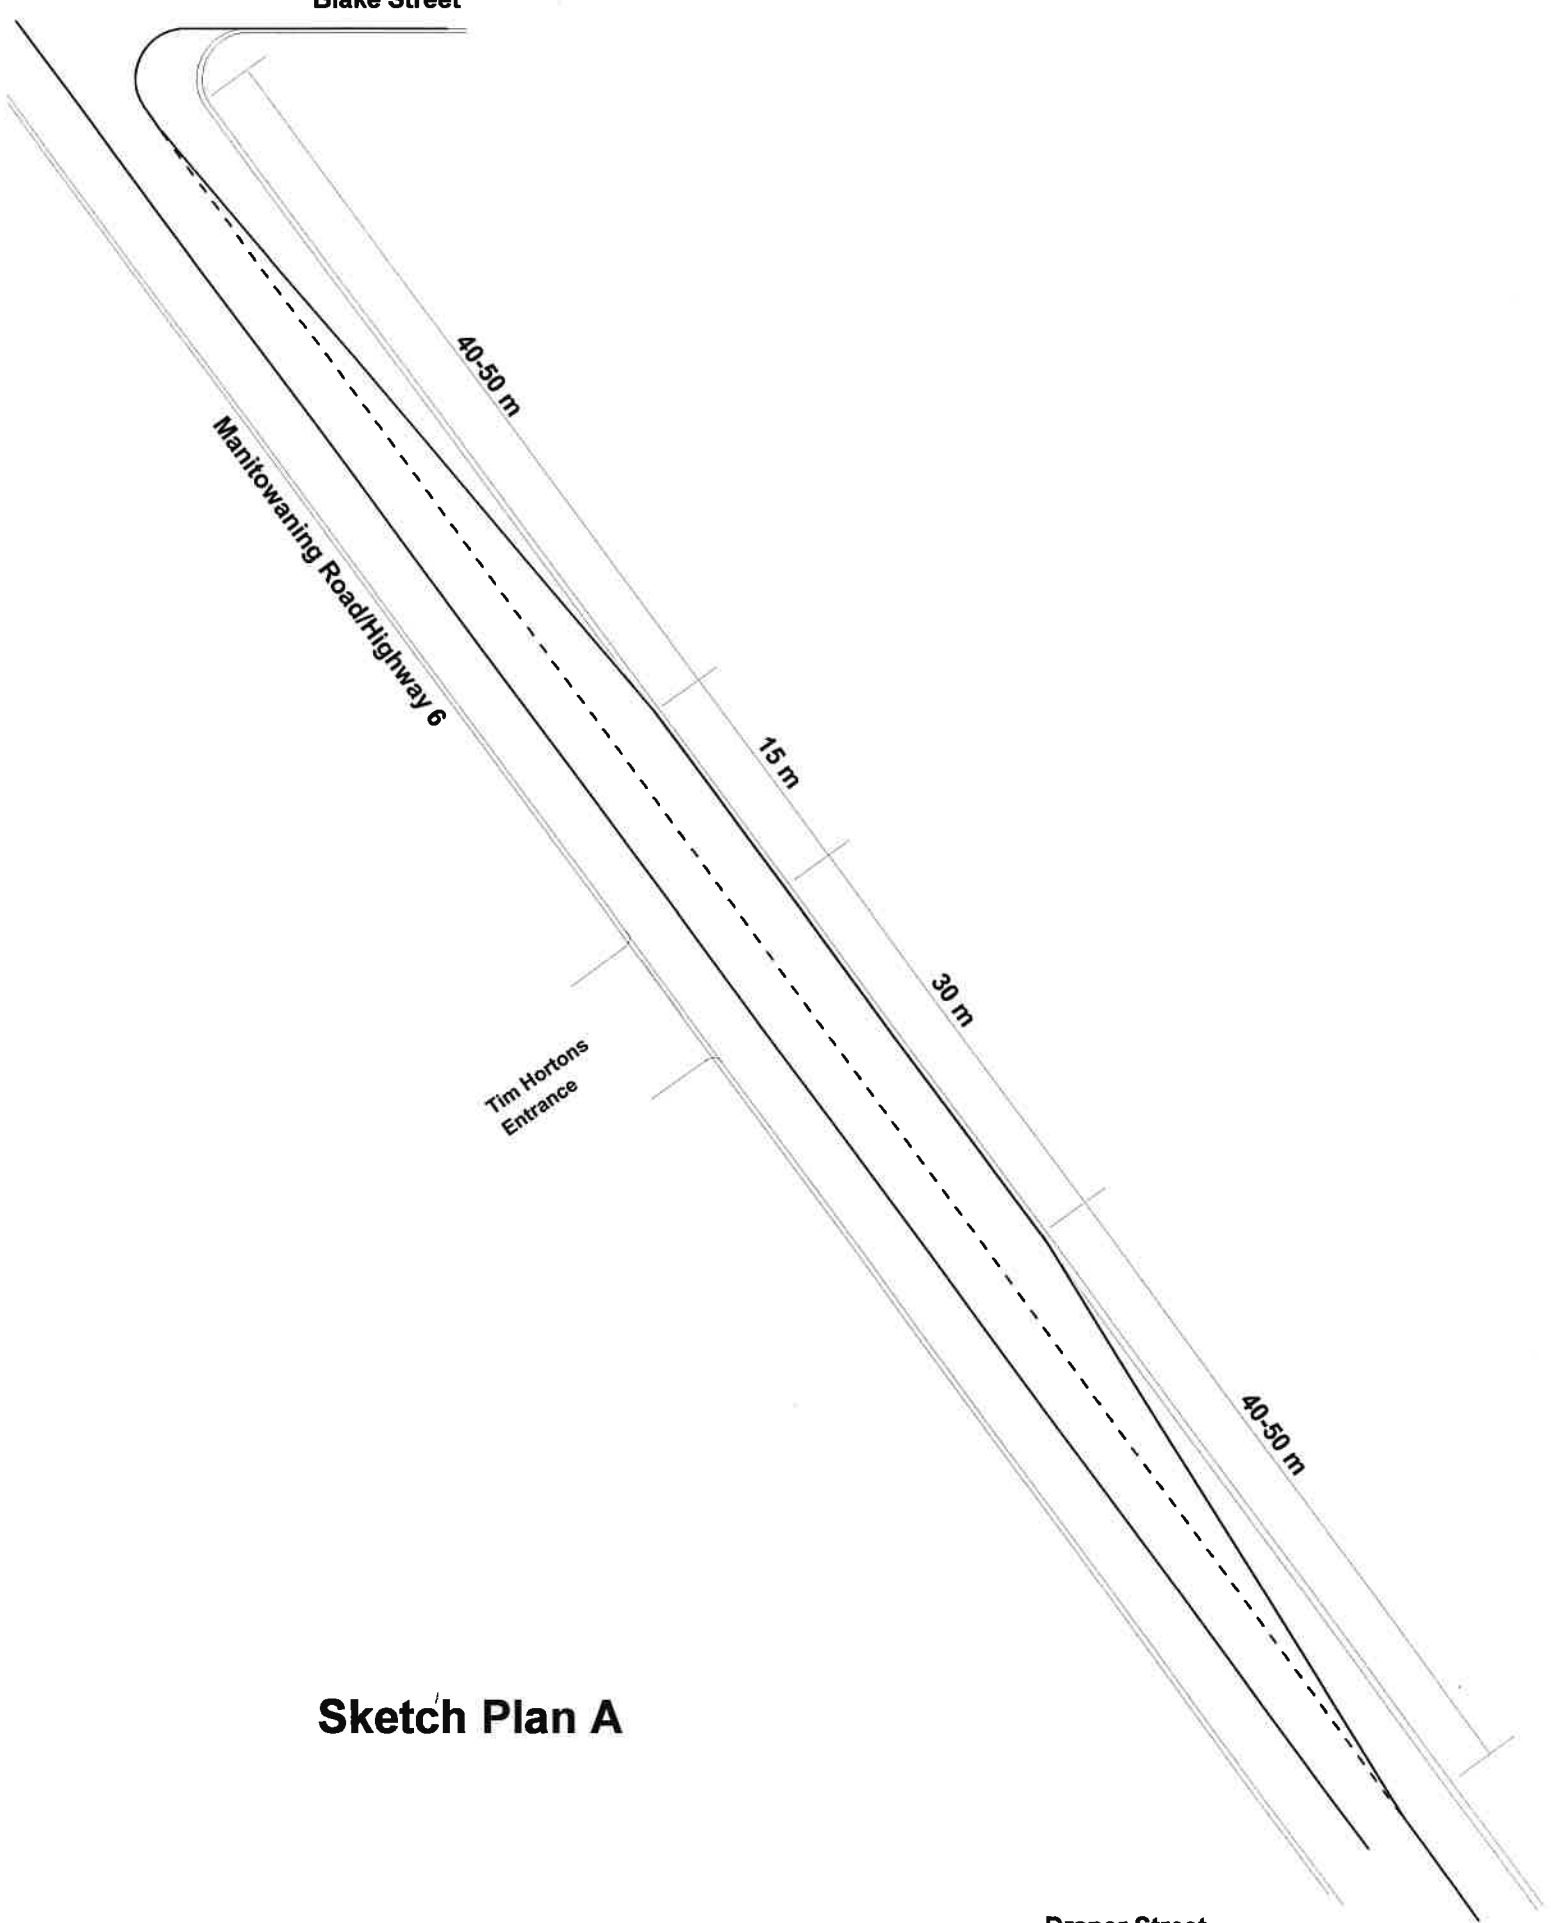 Blake Street
40-50 m
Manitowaning Road/Highway 6
15 m
30 m
Tim Hortons
Entrance
40-50 m
Sketch Plan A
Draper Street